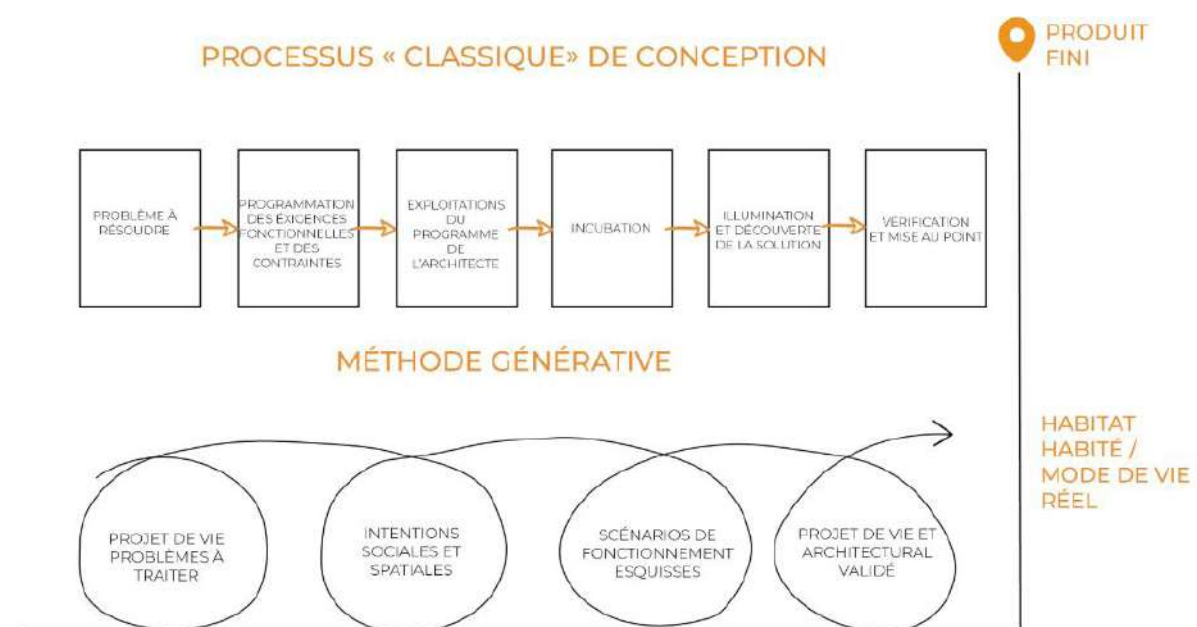 PROCESSUS « CLASSIQUE» DE CONCEPTION
PRODUIT
FINI
PROBLÈME À
RÉSOUDRE
PROGRAMMATION
DES ÉXIGENCES
FONCTIONNELLES
ET DES
CONTRAINTES
EXPLOITATIONS
DU
PROGRAMME
DE
L'ARCHITECTE
INCUBATION
ILLUMINATION
ET DÉCOUVERTE
DE LA SOLUTION
VÉRIFICATION
ET MISE AU POINT
MÉTHODE GÉNÉRATIVE
HABITAT
HABITÉ /
MODE DE VIE
RÉEL
PROJET DE VIE
PROBLÈMES À
TRAITER
INTENTIONS
SOCIALES ET
SPATIALES
SCÉNARIOS DE
FONCTIONNEMENT
ESQUISSES
PROJET DE VIE ET
ARCHITECTURAL
VALIDÉ